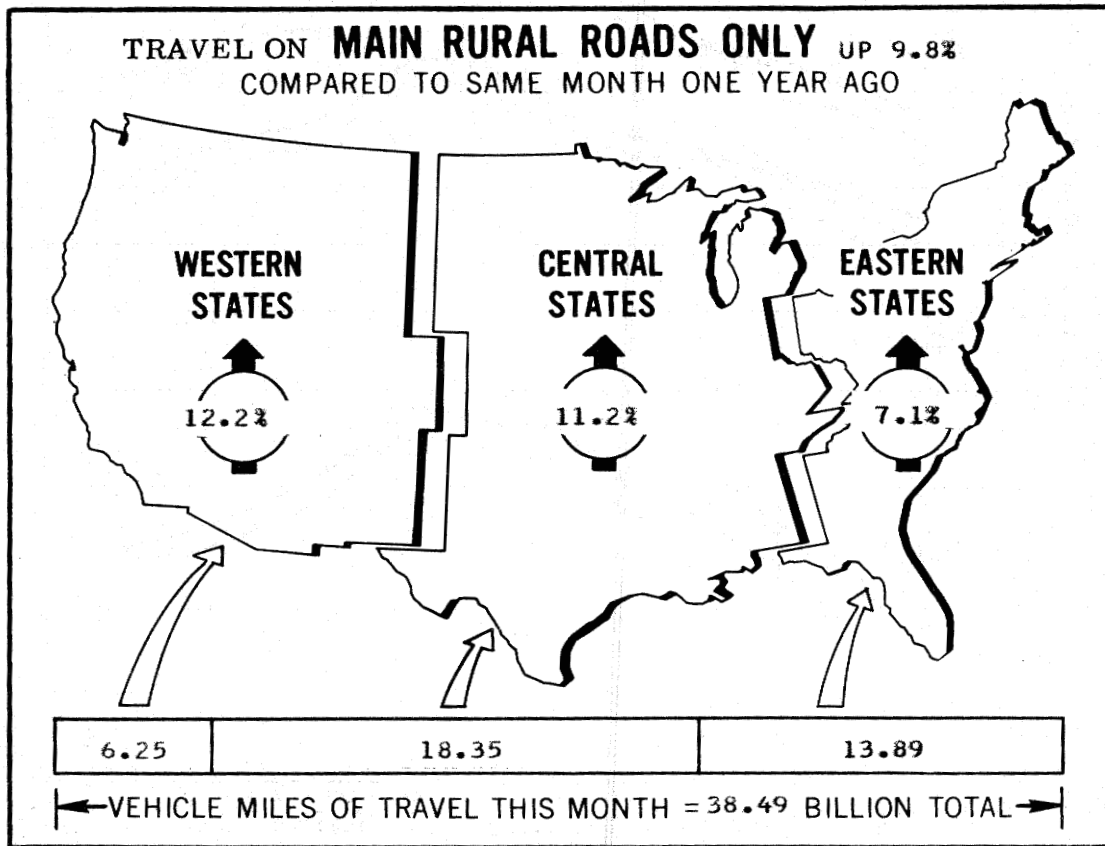 TRAVEL ON MAIN RURAL ROADS ONLY UP 9.8%
COMPARED TO SAME MONTH ONE YEAR AGO
WESTERN
STATES
12.2%
CENTRAL
STATES
11.2%
EASTERN
STATES
7.1%
6.25 18.35 13.89
VEHICLE MILES OF TRAVEL THIS MONTH = 38.49 BILLION TOTAL